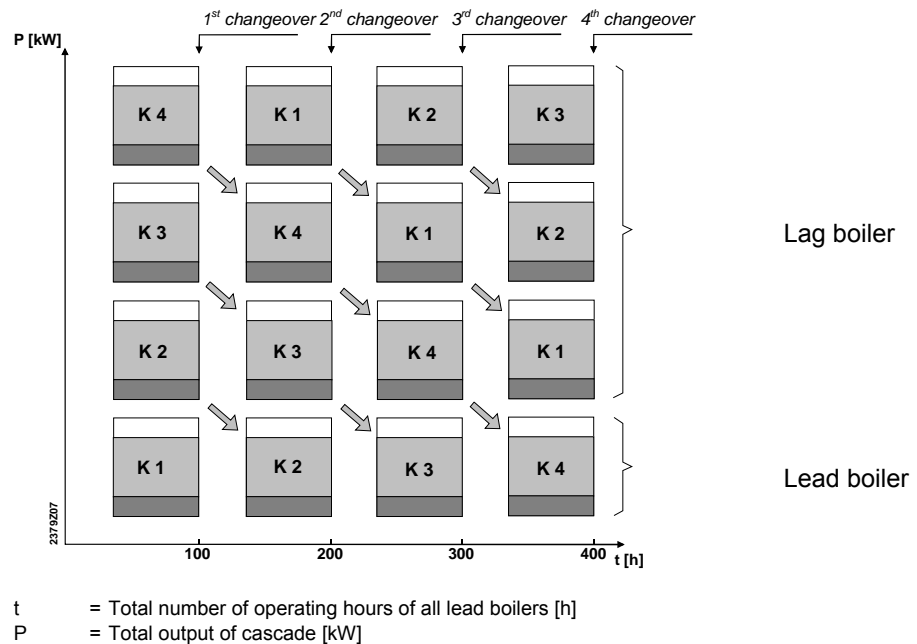 1st changeover 2nd changeover 3rd changeover 4th changeover
P [kW]
K 4 K 1 K 2 K 3
K 3 K 4 K 1 K 2
Lag boiler
K 2 K 3 K 4 K 1
K 1 K 2 K 3 K 4
Lead boiler
2379Z07
100 200 300 400
t [h]
t = Total number of operating hours of all lead boilers [h]
P = Total output of cascade [kW]